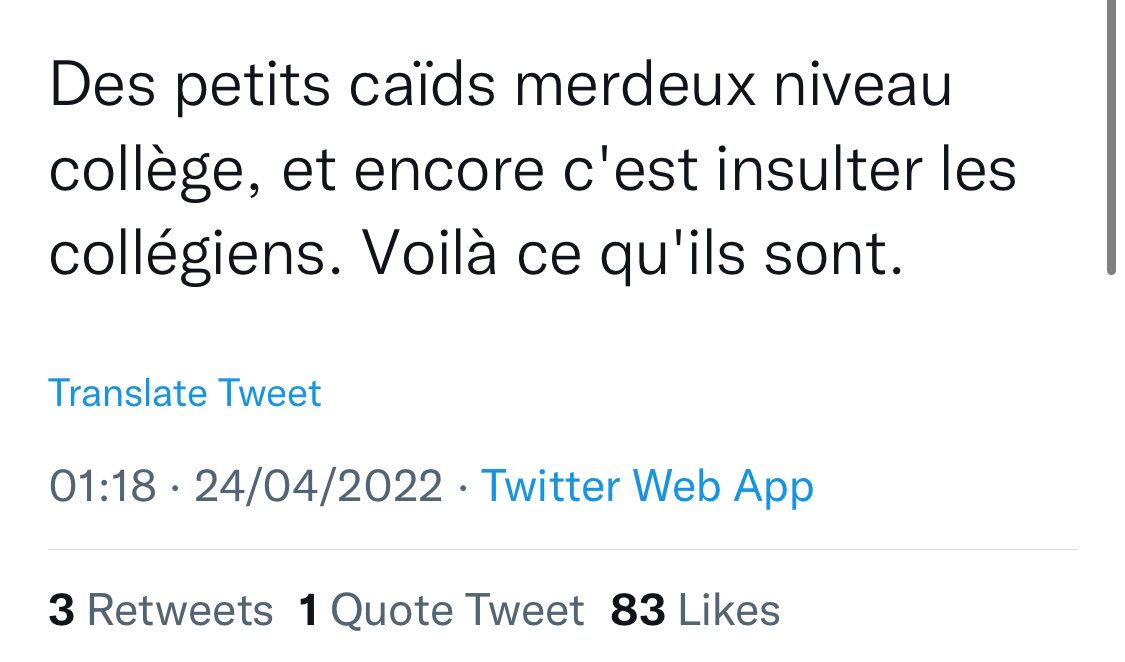 Des petits caïds merdeux niveau
collège, et encore c'est insulter les
collégiens. Voilà ce qu'ils sont.
Translate Tweet
01:18 · 24/04/2022 · Twitter Web App
3 Retweets 1 Quote Tweet 83 Likes